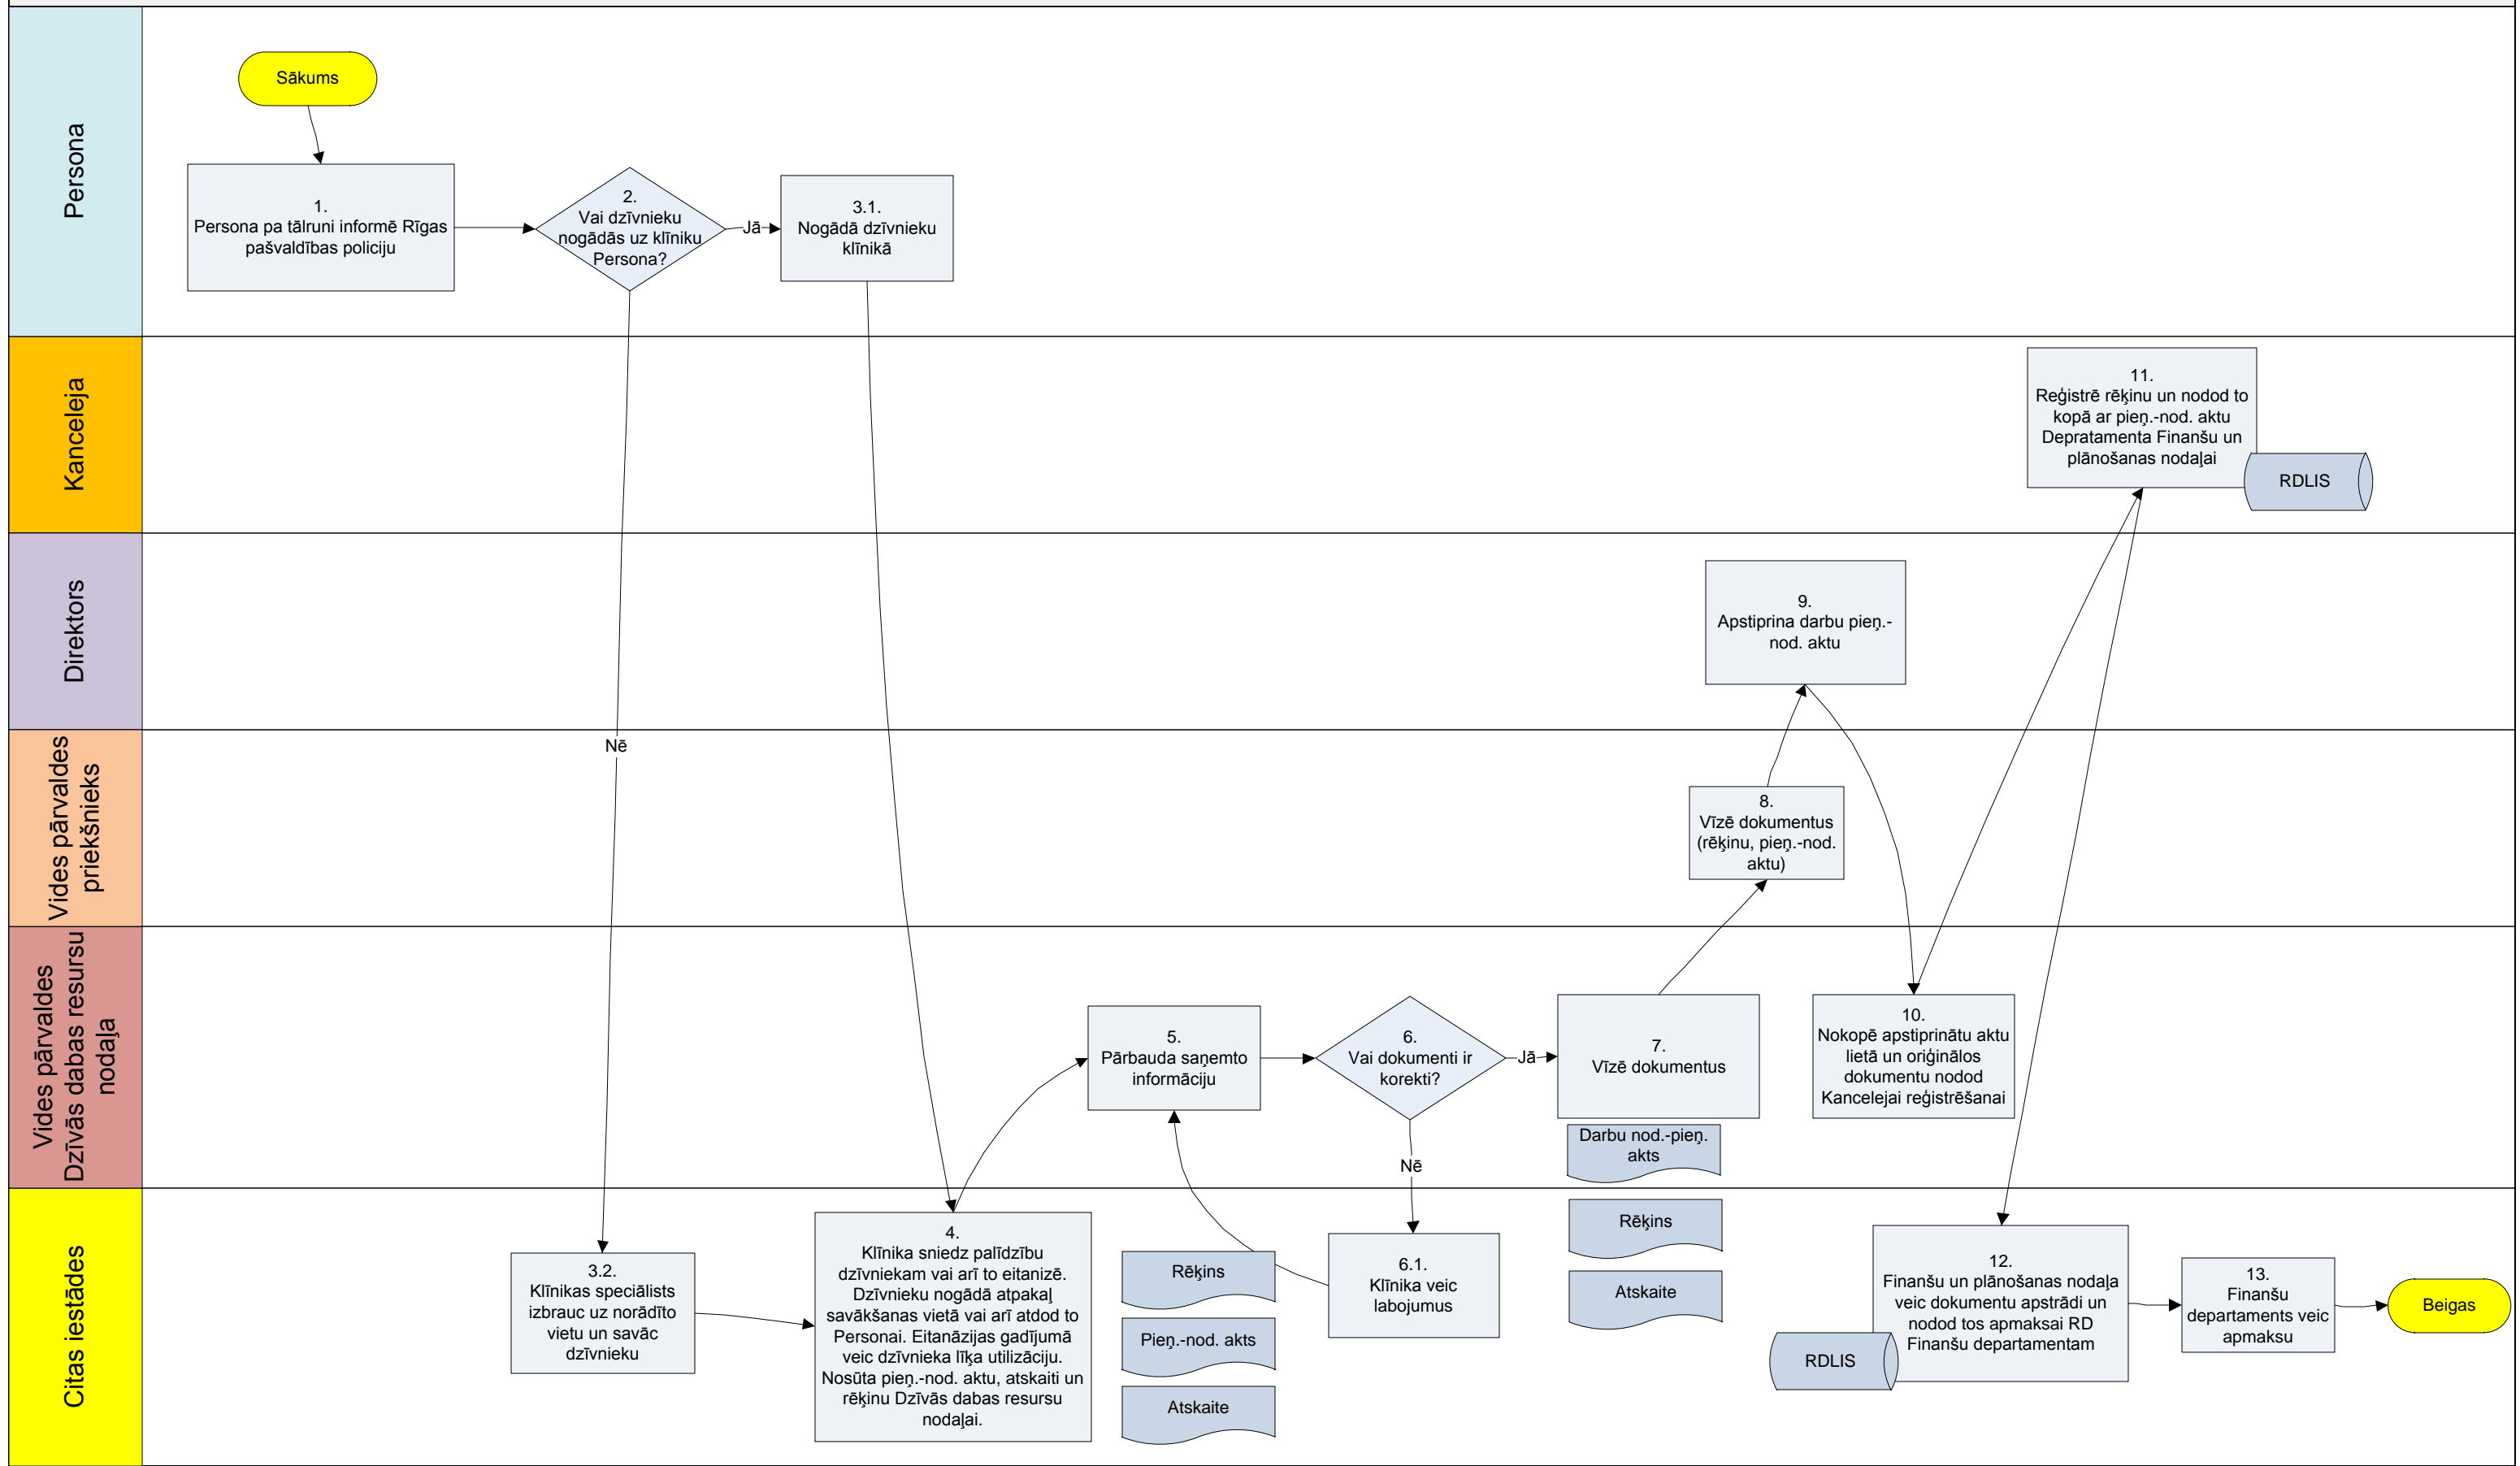 Persona
Sākums
1.
Persona pa tālruni informē Rīgas
pašvaldības policiju
2.
Vai dzīvnieku
nogādās uz klīniku
Persona?
Jā
3.1.
Nogādā dzīvnieku
klīnikā
Kanceleja
11.
Reģistrē rēķinu un nodod to
kopā ar pieņ.-nod. aktu
Depratamenta Finanšu un
plānošanas nodaļai
RDLIS
Direktors
9.
Apstiprina darbu pieņ.-
nod. aktu
Vides pārvaldes
priekšnieks
Nē
8.
Vīzē dokumentus
(rēķinu, pieņ.-nod.
aktu)
Vides pārvaldes
Dzīvās dabas resursu
nodaļa
5.
Pārbauda saņemto
informāciju
6.
Vai dokumenti ir
korekti?
Jā
Nē
7.
Vīzē dokumentus
Darbu nod.-pieņ.
akts
10.
Nokopē apstiprinātu aktu
lietā un oriģinālos
dokumentu nodod
Kancelejai reģistrēšanai
Citas iestādes
3.2.
Klīnikas speciālists
izbrauc uz norādīto
vietu un savāc
dzīvnieku
4.
Klīnika sniedz palīdzību
dzīvniekam vai arī to eitanizē.
Dzīvnieku nogādā atpakaļ
savākšanas vietā vai arī atdod to
Personai. Eitanāzijas gadījumā
veic dzīvnieka līķa utilizāciju.
Nosūta pieņ.-nod. aktu, atskaiti un
rēķinu Dzīvās dabas resursu
nodaļai.
Rēķins
Pieņ.-nod. akts
Atskaite
6.1.
Klīnika veic
labojumus
Rēķins
Atskaite
12.
Finanšu un plānošanas nodaļa
veic dokumentu apstrādi un
nodod tos apmaksai RD
Finanšu departamentam
RDLIS
13.
Finanšu
departaments veic
apmaksu
Beigas